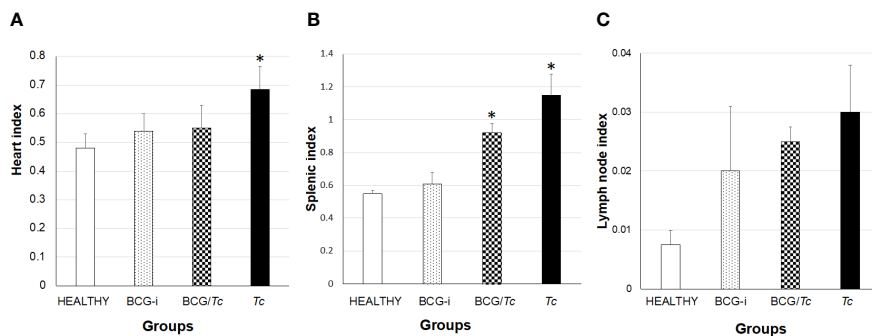 A
Heart index
0.8
0.7
0.6
0.5
0.4
0.3
0.2
0.1
0
*
HEALTHY BCG-i BCG/Tc Tc
Groups
B
Splenic index
1.4
1.2
1
0.8
0.6
0.4
0.2
0
*
*
HEALTHY BCG-i BCG/Tc Tc
Groups
C
Lymph node index
0.04
0.03
0.02
0.01
0
HEALTHY BCG-i BCG/Tc Tc
Groups